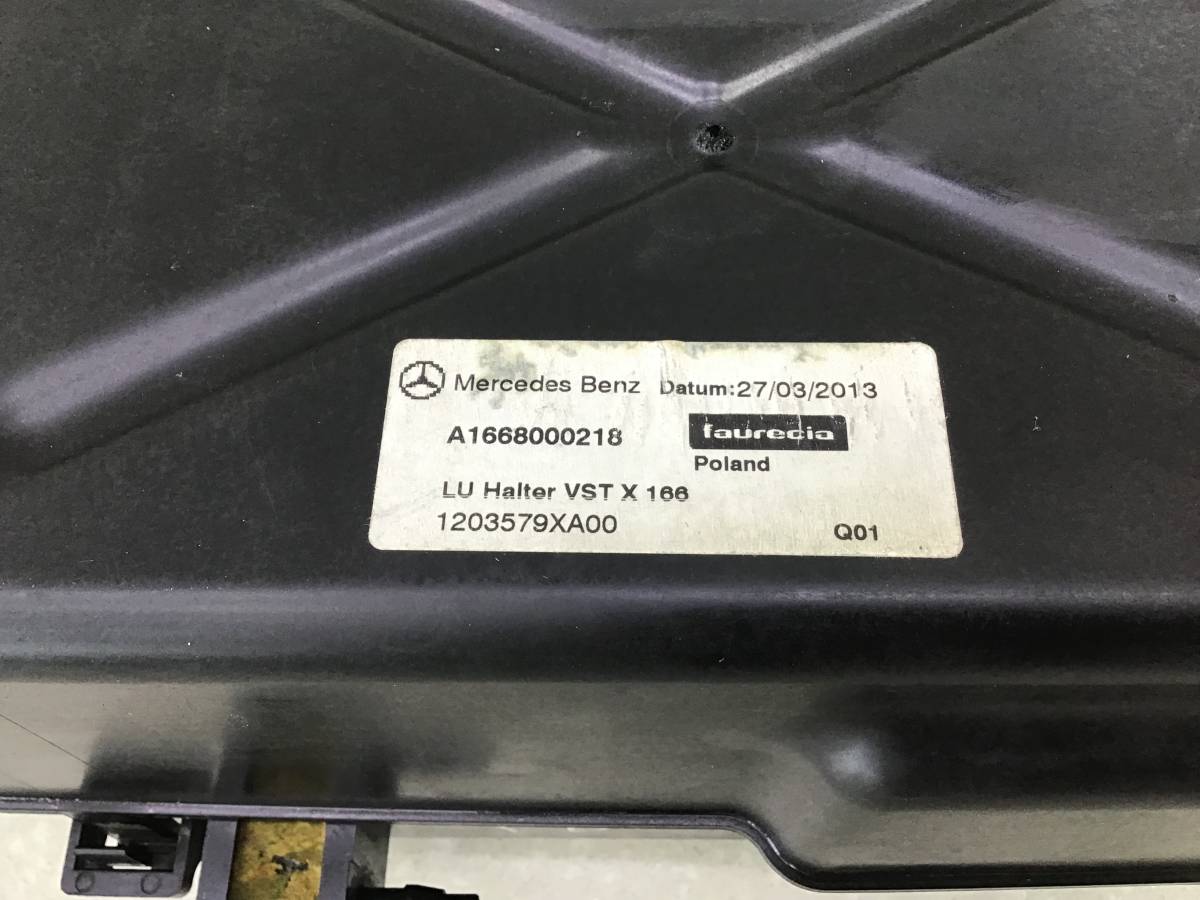 Mercedes Benz Datum:27/03/2013
A1668000218 faurecia
Poland
LU Halter VST X 166
1203579XA00 Q01